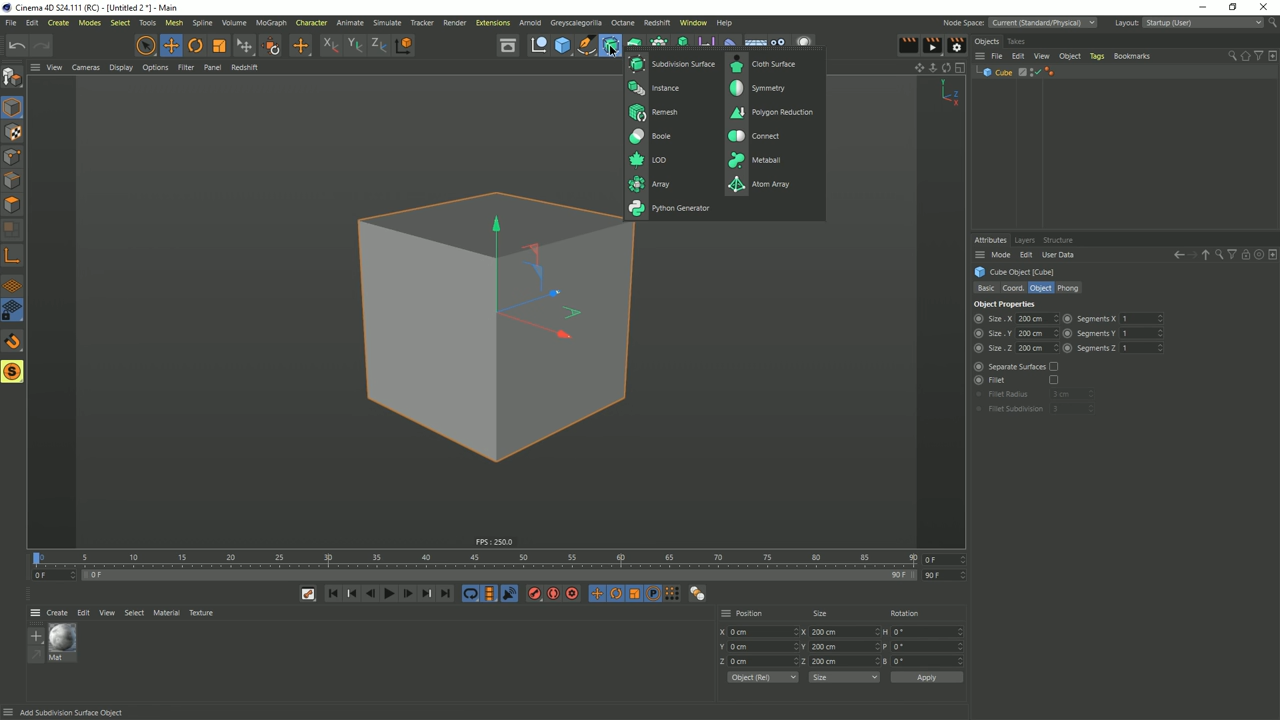 Cinema 4D S24.111 (RC) - [Untitled 2 *] - Main
File Edit Create Modes Select Tools Mesh Spline Volume MoGraph Character Animate Simulate Tracker Render Extensions Arnold Greyscalegorilla Octane Redshift Window Help
Node Space: Current (Standard/Physical) Layout: Startup (User)
X Y Z
Objects Takes
View Cameras Display Options Filter Panel Redshift
File Edit View Object Tags Bookmarks
Cube
Subdivision Surface Cloth Surface
Instance Symmetry
Remesh Polygon Reduction
Boole Connect
LOD Metaball
Array Atom Array
Python Generator
Y
Z
X
Attributes Layers Structure
Mode Edit User Data
Cube Object [Cube]
Basic Coord. Object Phong
Object Properties
Size . X 200 cm Segments X 1
Size . Y 200 cm Segments Y 1
Size . Z 200 cm Segments Z 1
Separate Surfaces
Fillet
Fillet Radius 3 cm
Fillet Subdivision 3
S
FPS : 250.0
0 5 10 15 20 25 30 35 40 45 50 55 60 65 70 75 80 85 90 0 F
0 F 0 F 90 F 90 F
P
Create Edit View Select Material Texture
Mat
Position Size Rotation
X 0 cm X 200 cm H 0 °
Y 0 cm Y 200 cm P 0 °
Z 0 cm Z 200 cm B 0 °
Object (Rel) Size Apply
Add Subdivision Surface Object